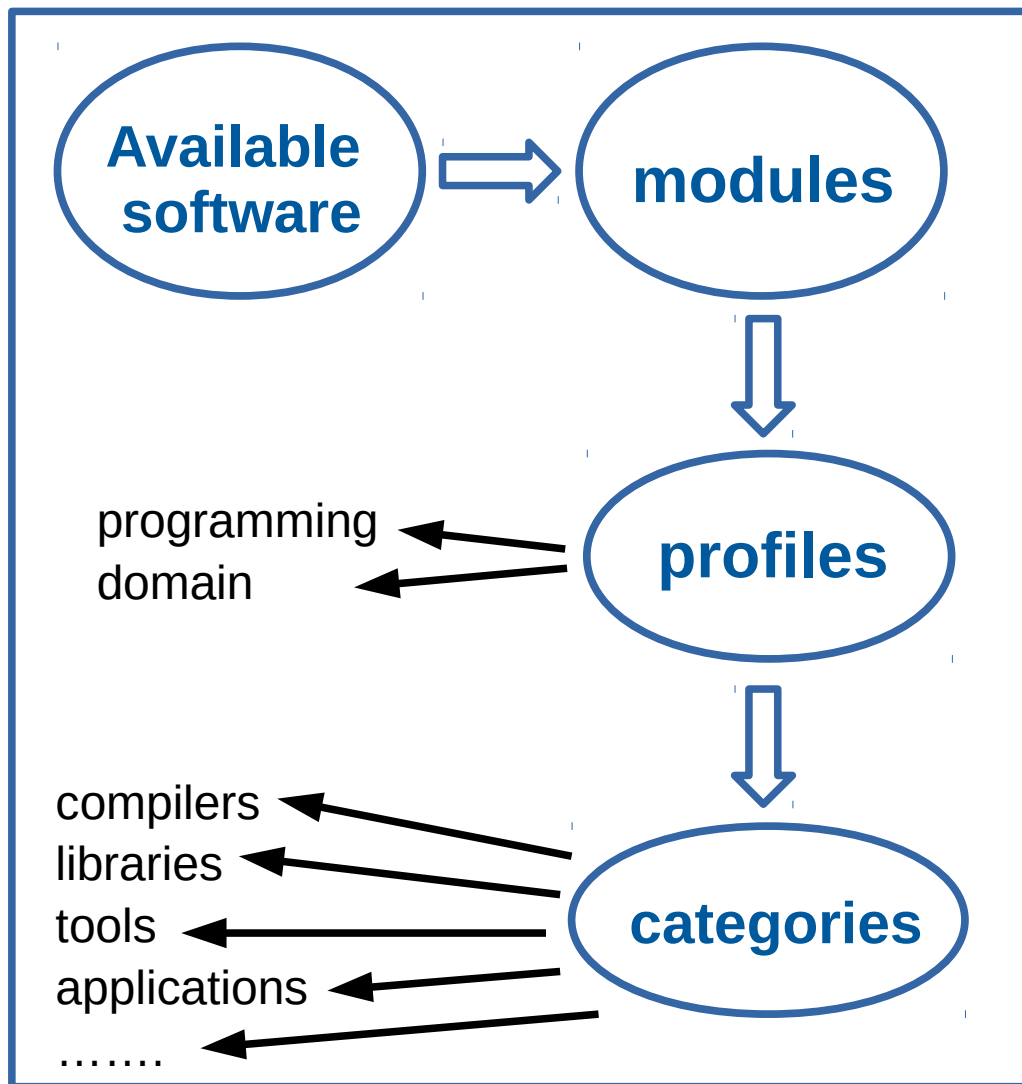 Available
software
modules
programming
domain
profiles
compilers
libraries
tools
applications
.......
categories